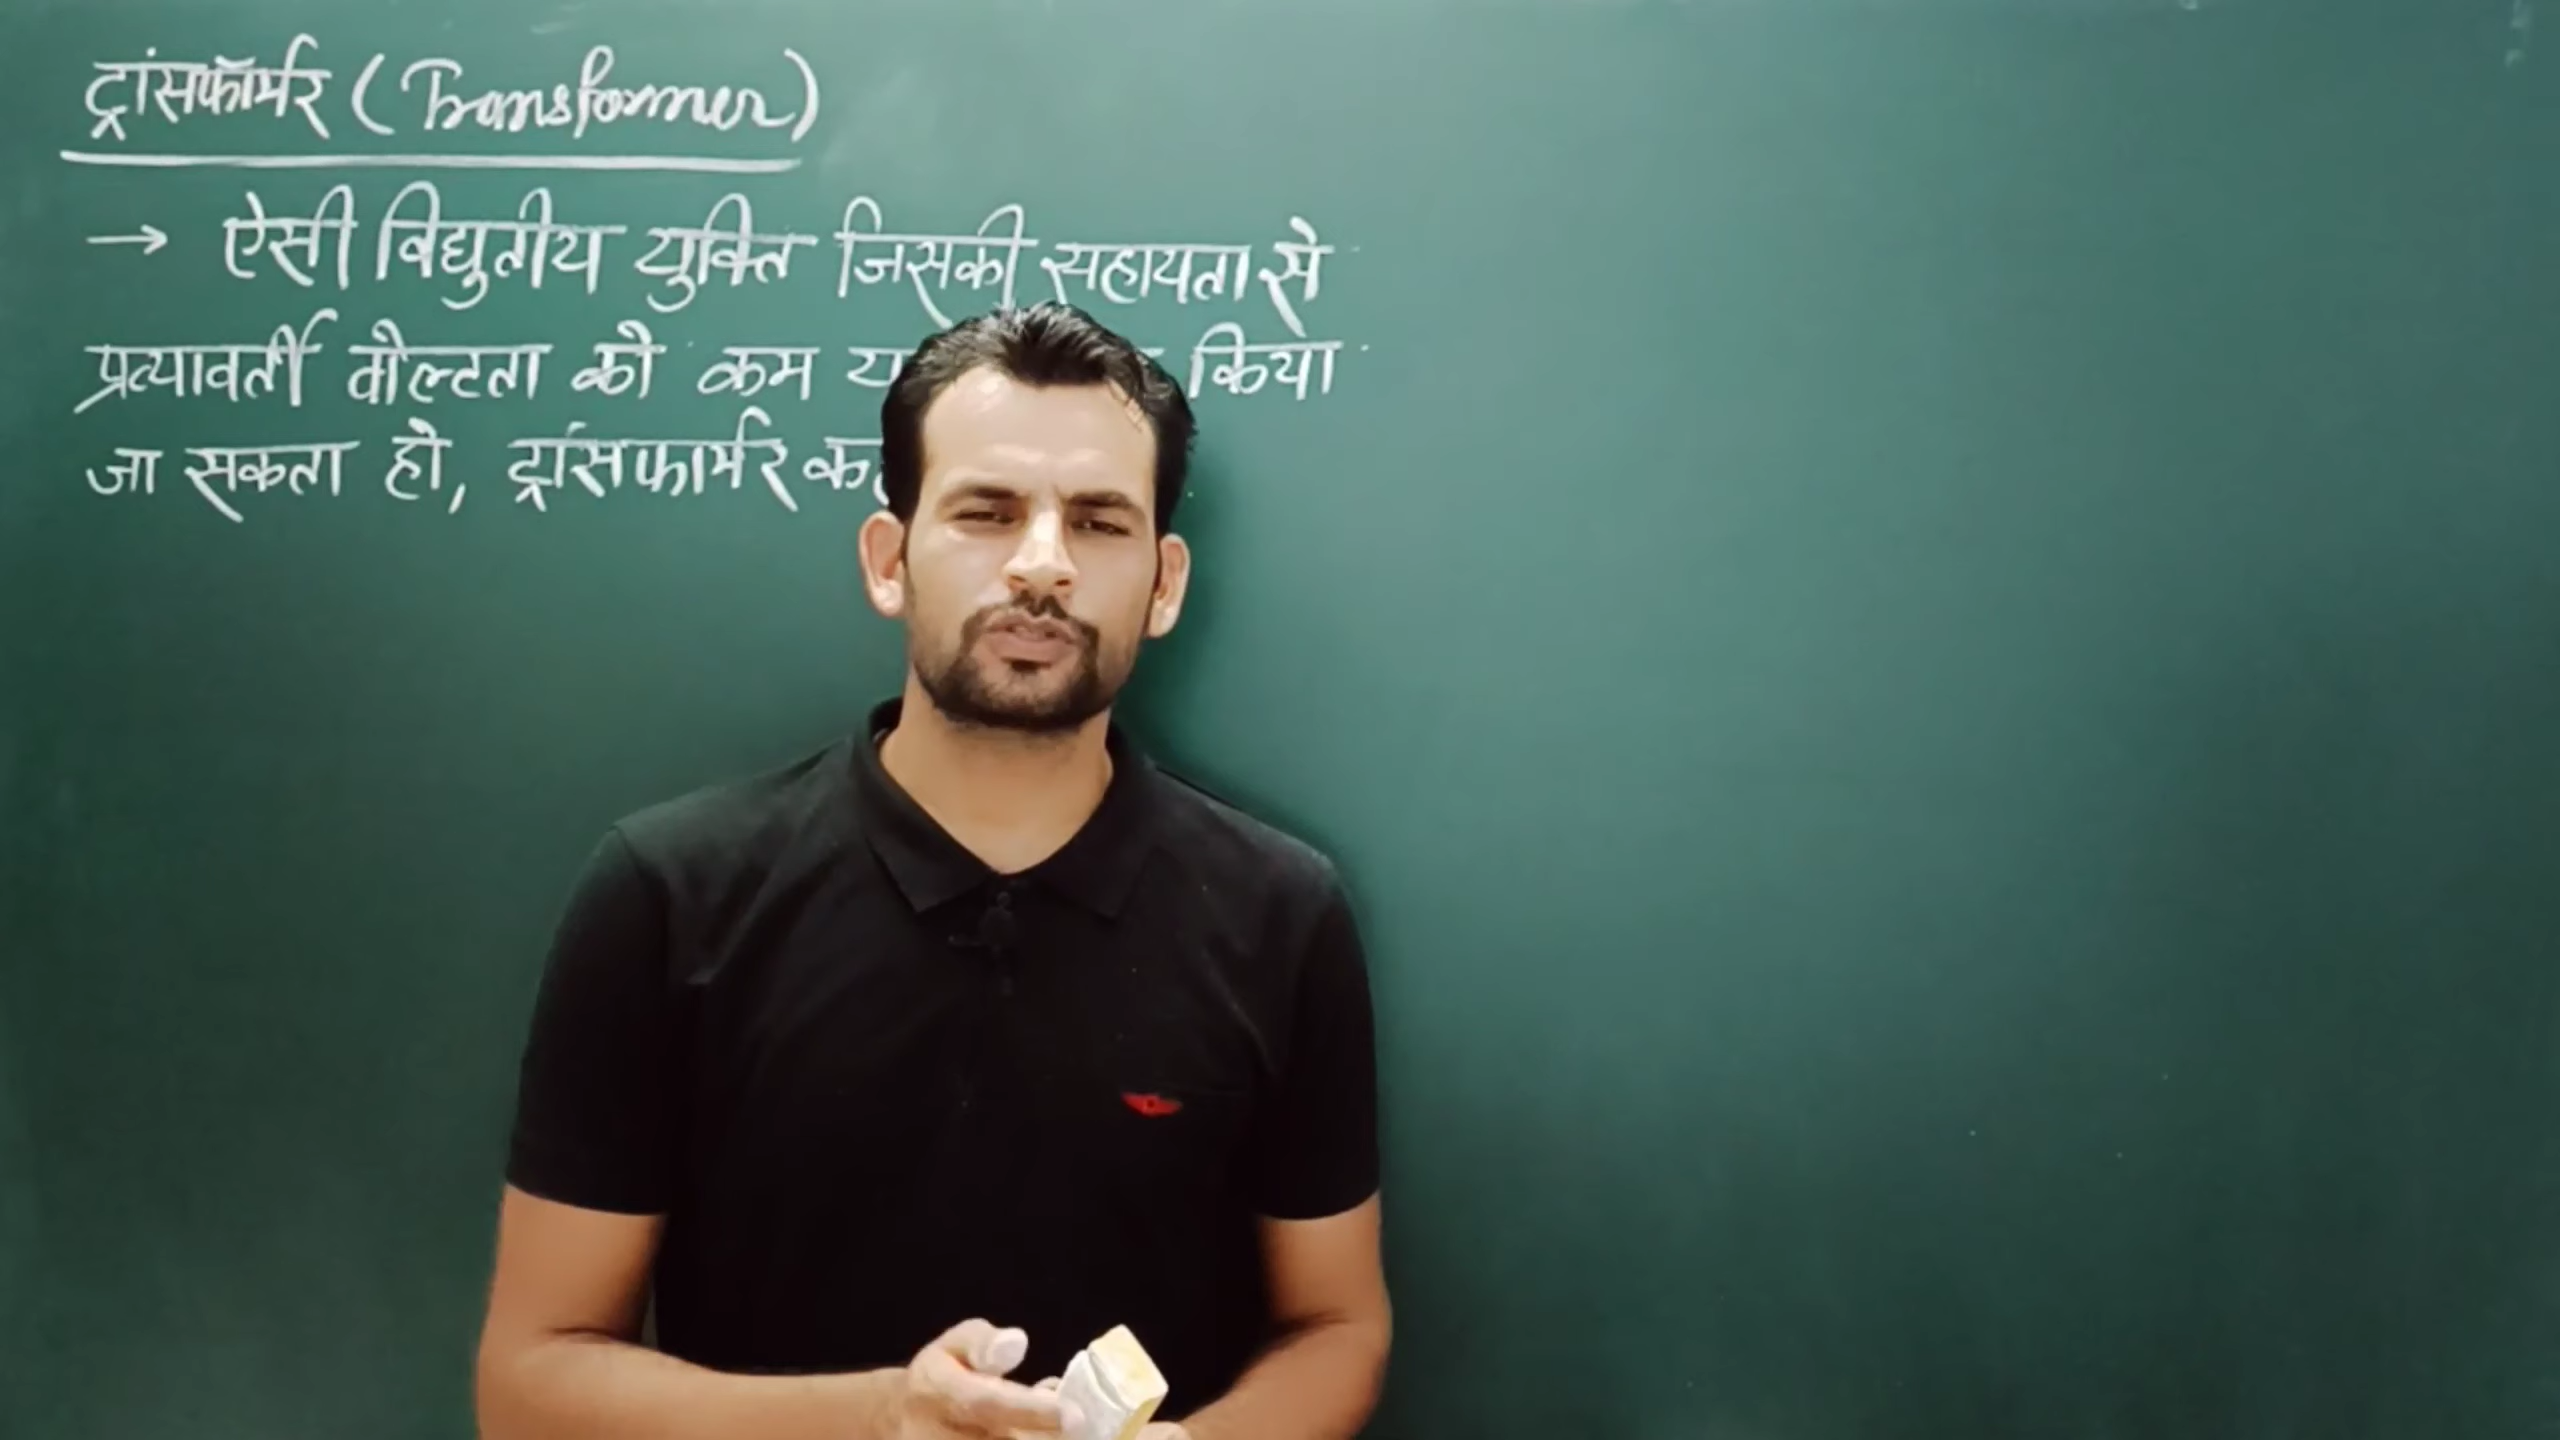 ट्रांसफॉर्मर (Transformer)
→ ऐसी विद्युतीय युक्ति जिसकी सहायता से
प्रत्यावर्ती वोल्टता को कम या किया
जा सकता हो, ट्रांसफार्मर